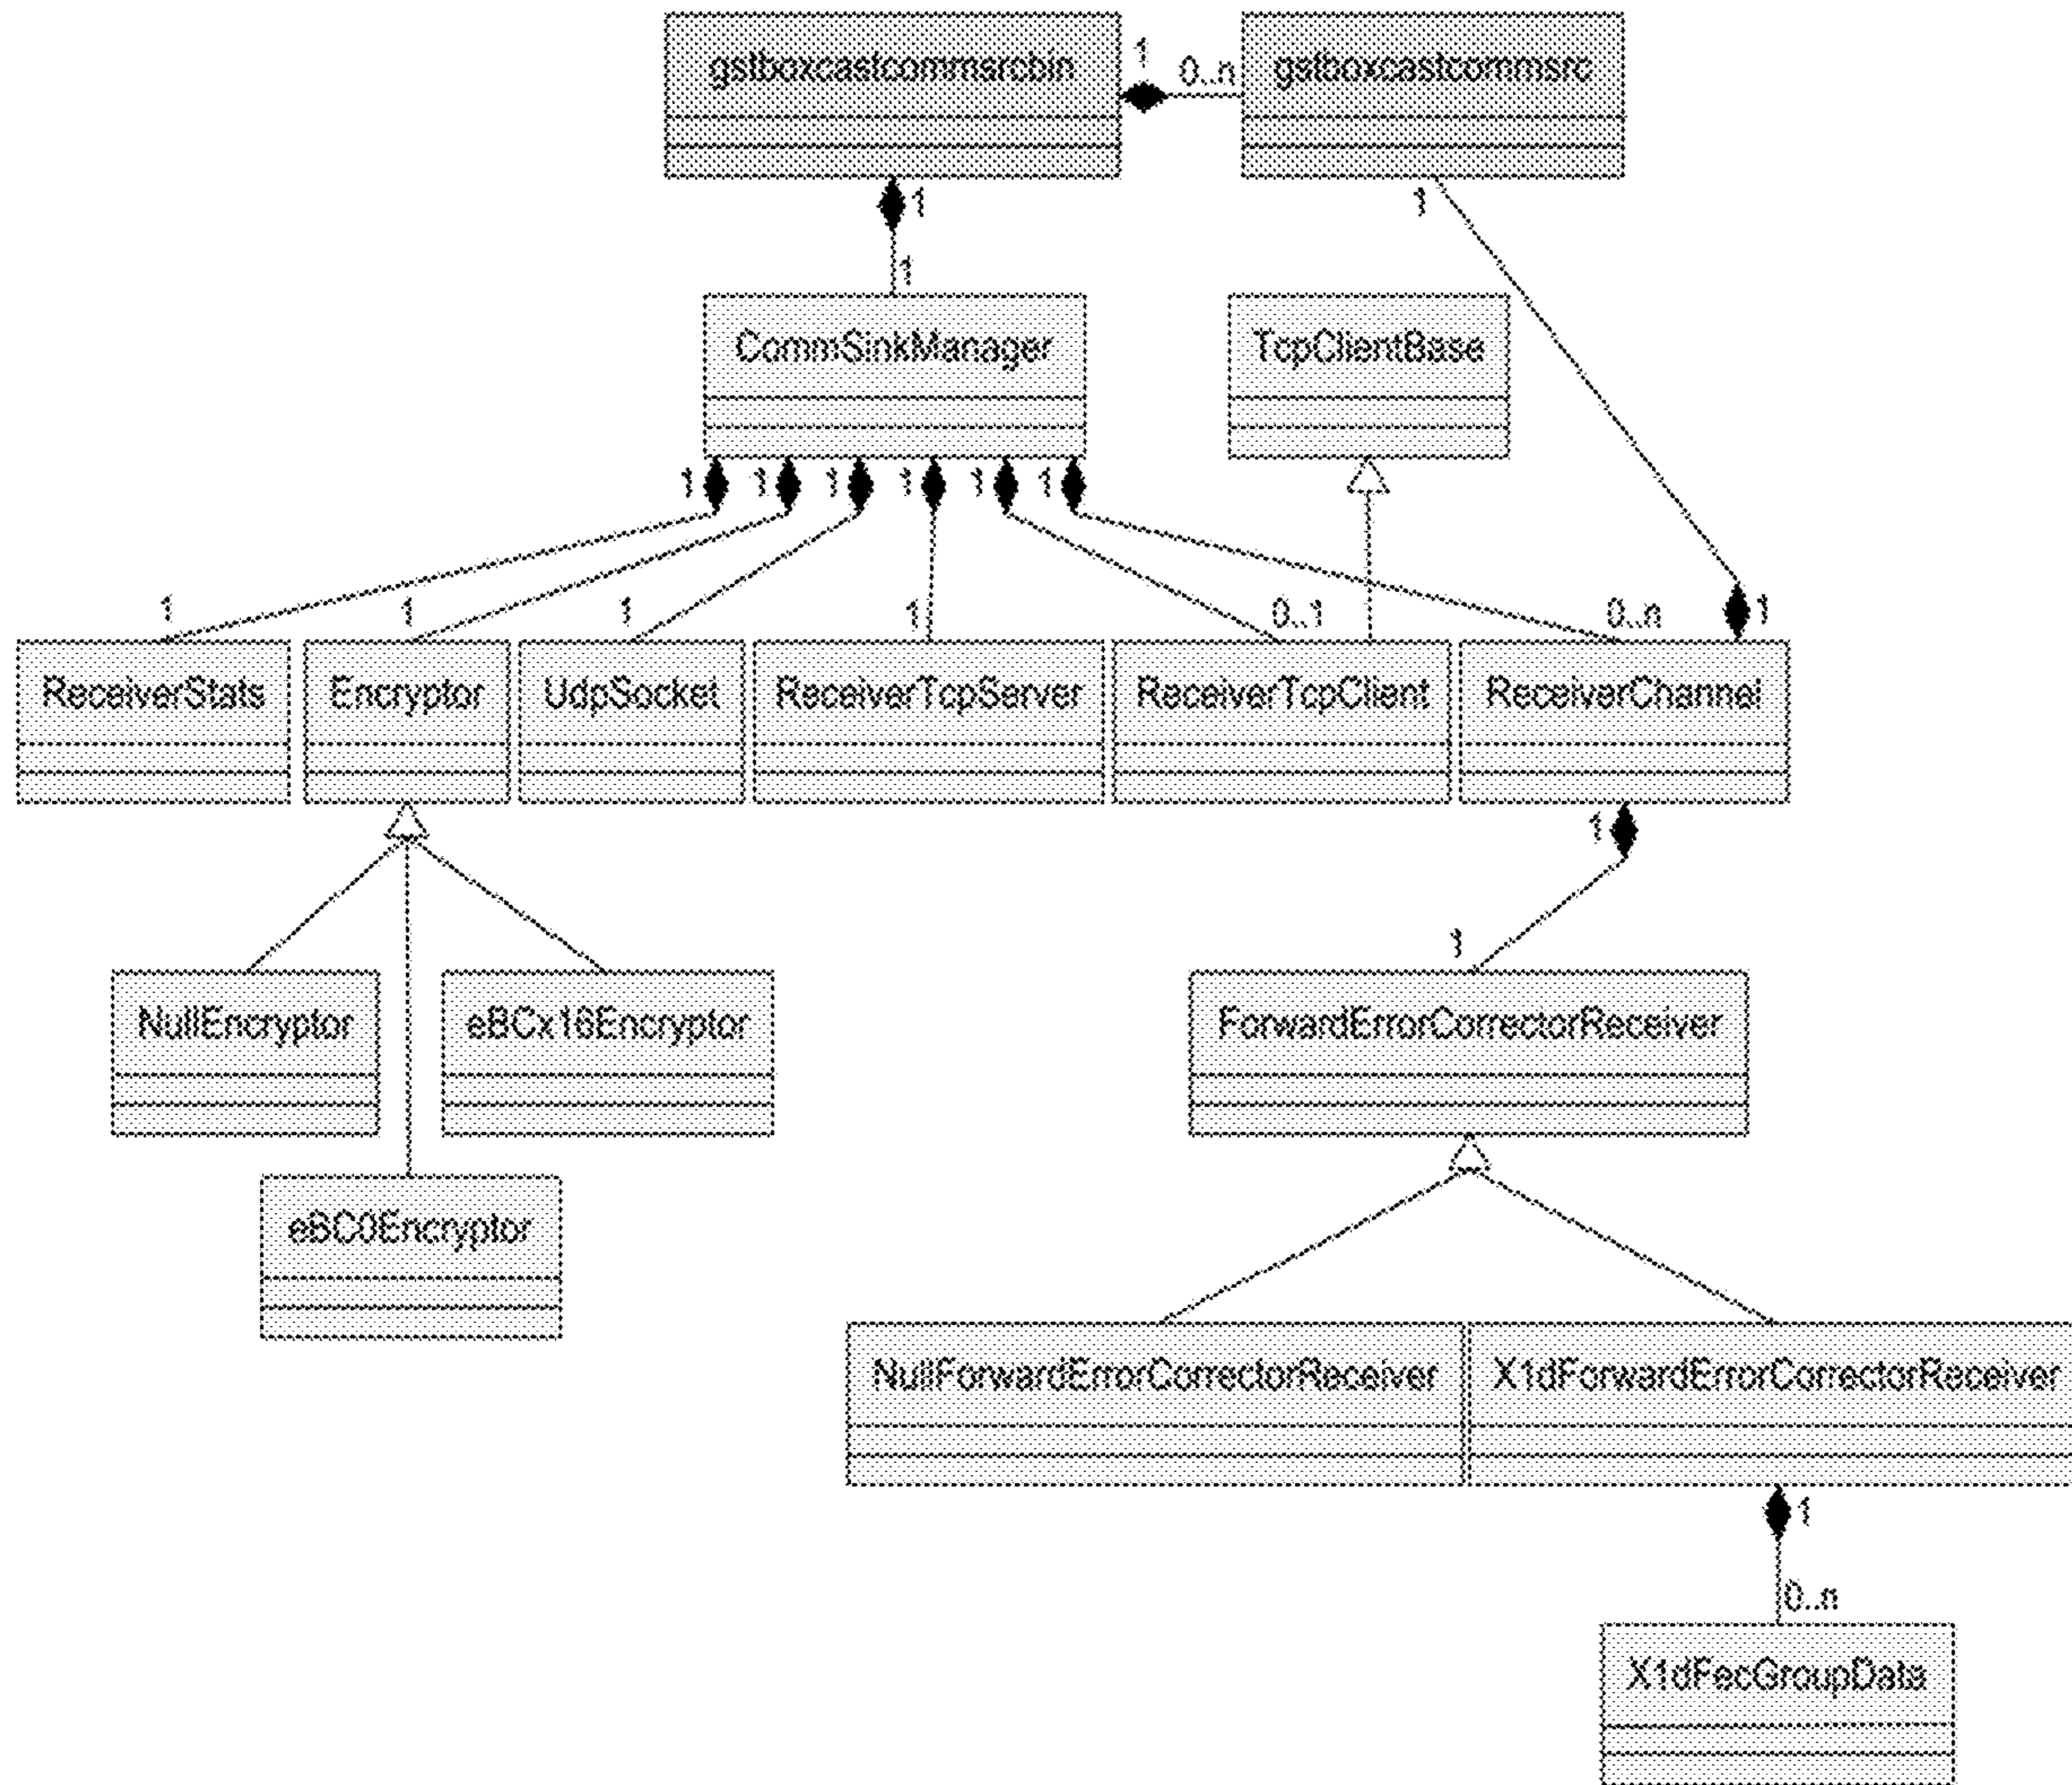 gstboxcastcommsrcbin
1
0..n
gstboxcastcommsrc
1
1
1
CommSinkManager
TcpClientBase
1
1
1
1
1
1
1
1
1
1
0..1
0..n
1
ReceiverStats
Encryptor
UdpSocket
ReceiverTcpServer
ReceiverTcpClient
ReceiverChannel
1
1
NullEncryptor
eBCx16Encryptor
ForwardErrorCorrectorReceiver
eBC0Encryptor
NullForwardErrorCorrectorReceiver
X1dForwardErrorCorrectorReceiver
1
0..n
X1dFecGroupData